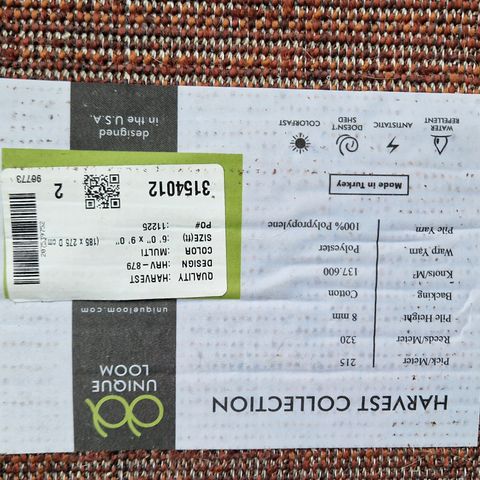 HARVEST COLLECTION
Pick/Meter 215
Reeds/Meter 320
Pile Height 8 mm
Backing Cotton
Knots/M² 137.600
Warp Yarn Polyester
Pile Yarn 100% Polypropylene
Made in Turkey
WATER REPELLENT
ANTISTATIC
DOESN'T SHED
COLORFAST
UNIQUE LOOM
uniqueloom.com
QUALITY :HARVEST
DESIGN :HRV-879
COLOR :MULTI
SIZE(ft) :6' 0" x 9' 0" (185 x 275 cm)
PO# :11225
3154012
2
96773
designed
in the U.S.A.